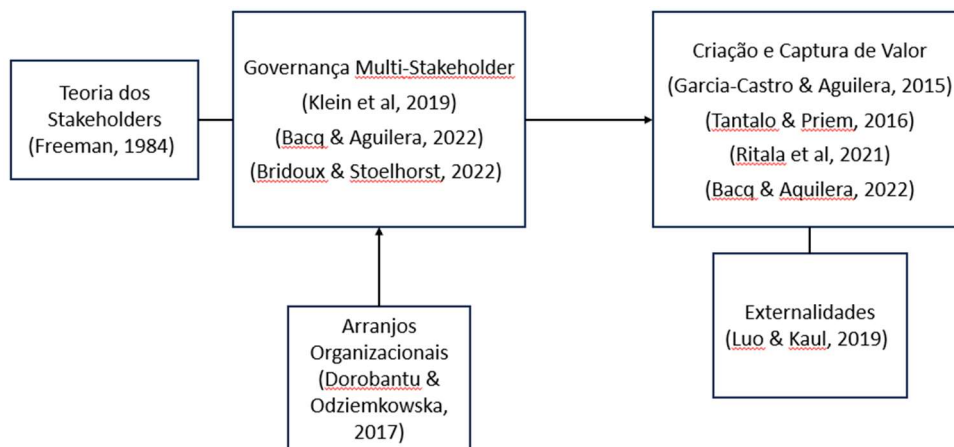 Teoria dos
Stakeholders
(Freeman, 1984)
Governança Multi-Stakeholder
(Klein et al, 2019)
(Bacq & Aguilera, 2022)
(Bridoux & Stoelhorst, 2022)
Criação e Captura de Valor
(Garcia-Castro & Aguilera, 2015)
(Tantalo & Priem, 2016)
(Ritala et al, 2021)
(Bacq & Aquilera, 2022)
Arranjos
Organizacionais
(Dorobantu &
Odziemkowska,
2017)
Externalidades
(Luo & Kaul, 2019)